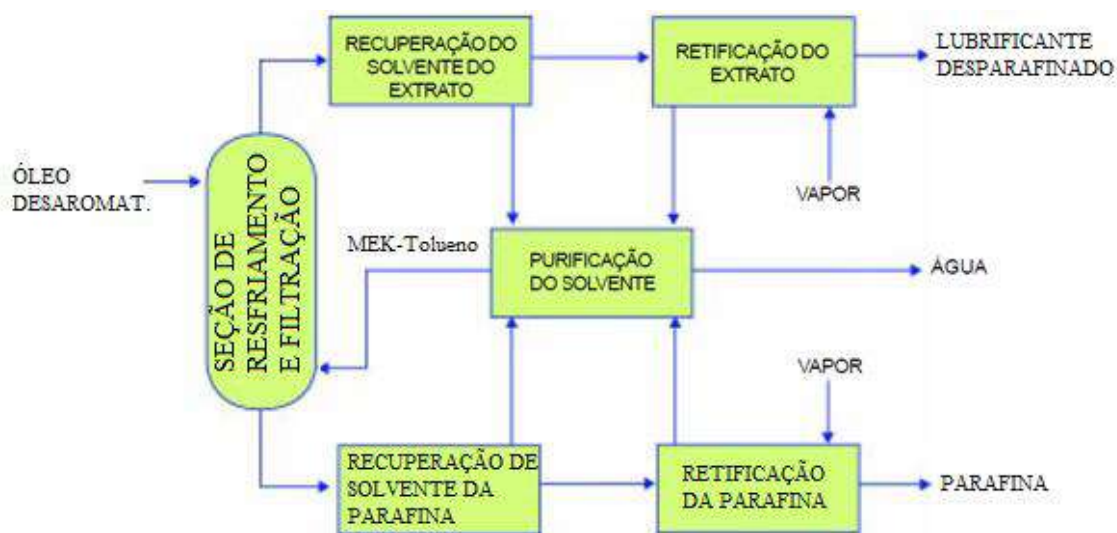 RECUPERAÇÃO DO
SOLVENTE DO
EXTRATO
RETIFICAÇÃO DO
EXTRATO
LUBRIFICANTE
DESPARAFINADO
ÓLEO
DESAROMAT.
SEÇÃO DE
RESFRIAMENTO
E FILTRAÇÃO
VAPOR
MEK-Tolueno
PURIFICAÇÃO
DO SOLVENTE
ÁGUA
VAPOR
RECUPERAÇÃO DE
SOLVENTE DA
PARAFINA
RETIFICAÇÃO
DA PARAFINA
PARAFINA